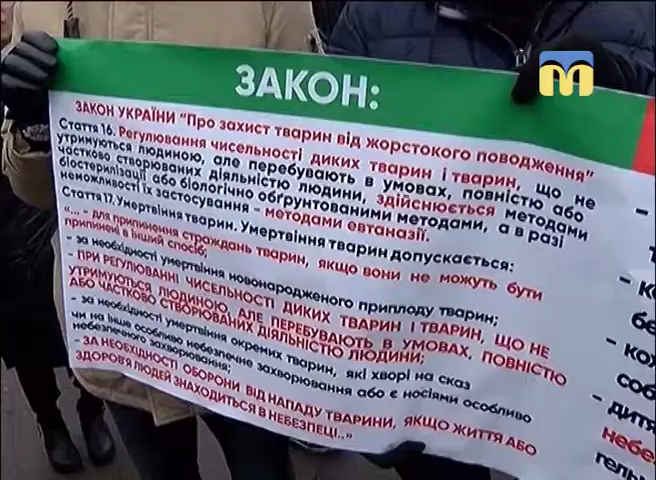 ЗАКОН:
М
ЗАКОН УКРАЇНИ "Про захист тварин від жорстокого поводження"
Стаття 16. Регулювання чисельності диких тварин і тварин, що не
утримуються людиною, але перебувають в умовах, повністю або
частково створюваних діяльністю людини, здійснюється методами
біостерилізації або біологічно обґрунтованими методами, а в разі
неможливості їх застосування – методами евтаназії.
Стаття 17. Умертвіння тварин. Умертвіння тварин допускається:
"... – для припинення страждань тварин, якщо вони не можуть бути
припинені в інший спосіб;
– за необхідності умертвіння новонародженого приплоду тварин;
– ПРИ РЕГУЛЮВАННІ ЧИСЕЛЬНОСТІ ДИКИХ ТВАРИН І ТВАРИН, ЩО НЕ
УТРИМУЮТЬСЯ ЛЮДИНОЮ, АЛЕ ПЕРЕБУВАЮТЬ В УМОВАХ, ПОВНІСТЮ
АБО ЧАСТКОВО СТВОРЮВАНИХ ДІЯЛЬНІСТЮ ЛЮДИНИ;
– за необхідності умертвіння окремих тварин, які хворі на сказ
чи на інше особливо небезпечне захворювання або є носіями особливо
небезпечного захворювання;
– ЗА НЕОБХІДНОСТІ ОБОРОНИ ВІД НАПАДУ ТВАРИНИ, ЯКЩО ЖИТТЯ АБО
ЗДОРОВ'Я ЛЮДЕЙ ЗНАХОДИТЬСЯ В НЕБЕЗПЕЦІ..."
– дитя
небе
гель